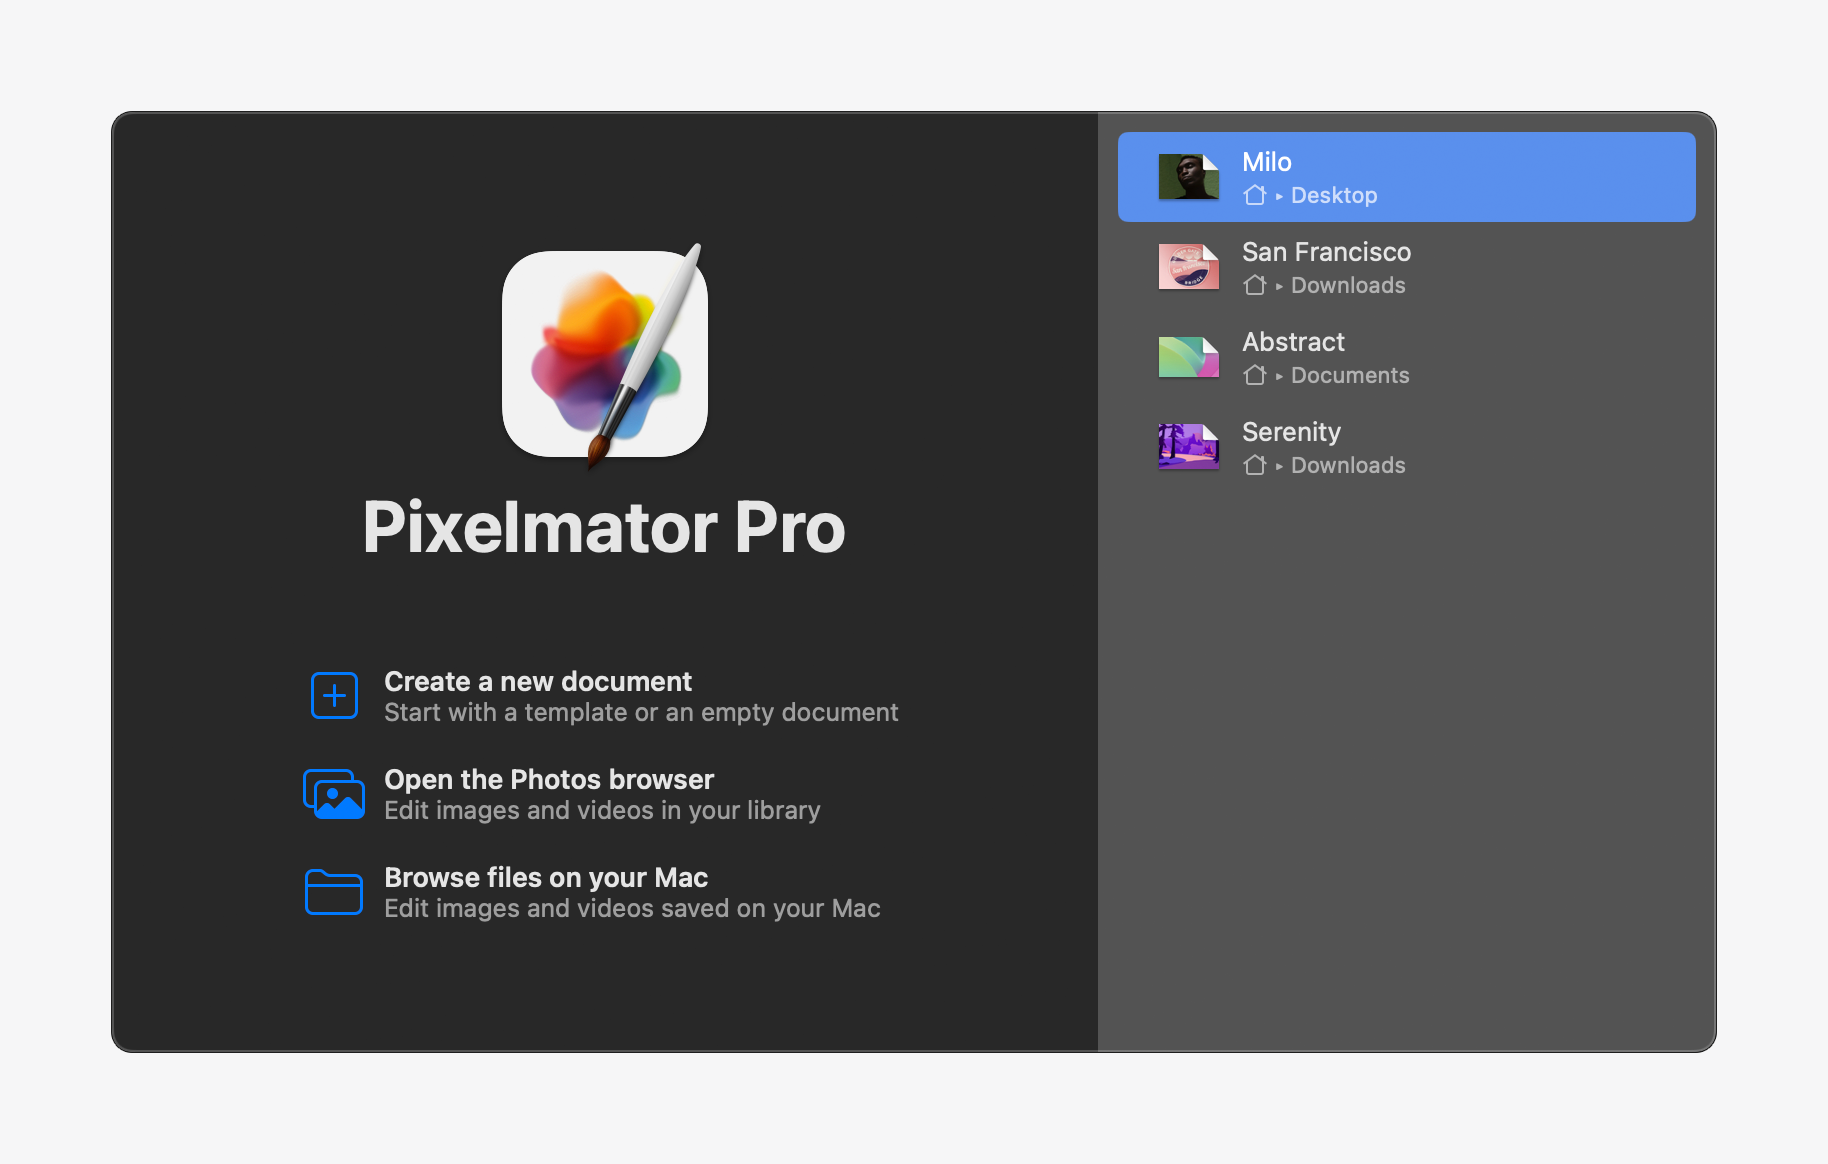 Pixelmator Pro
Create a new document
Start with a template or an empty document
Open the Photos browser
Edit images and videos in your library
Browse files on your Mac
Edit images and videos saved on your Mac
Milo
Desktop
San Francisco
Downloads
Abstract
Documents
Serenity
Downloads